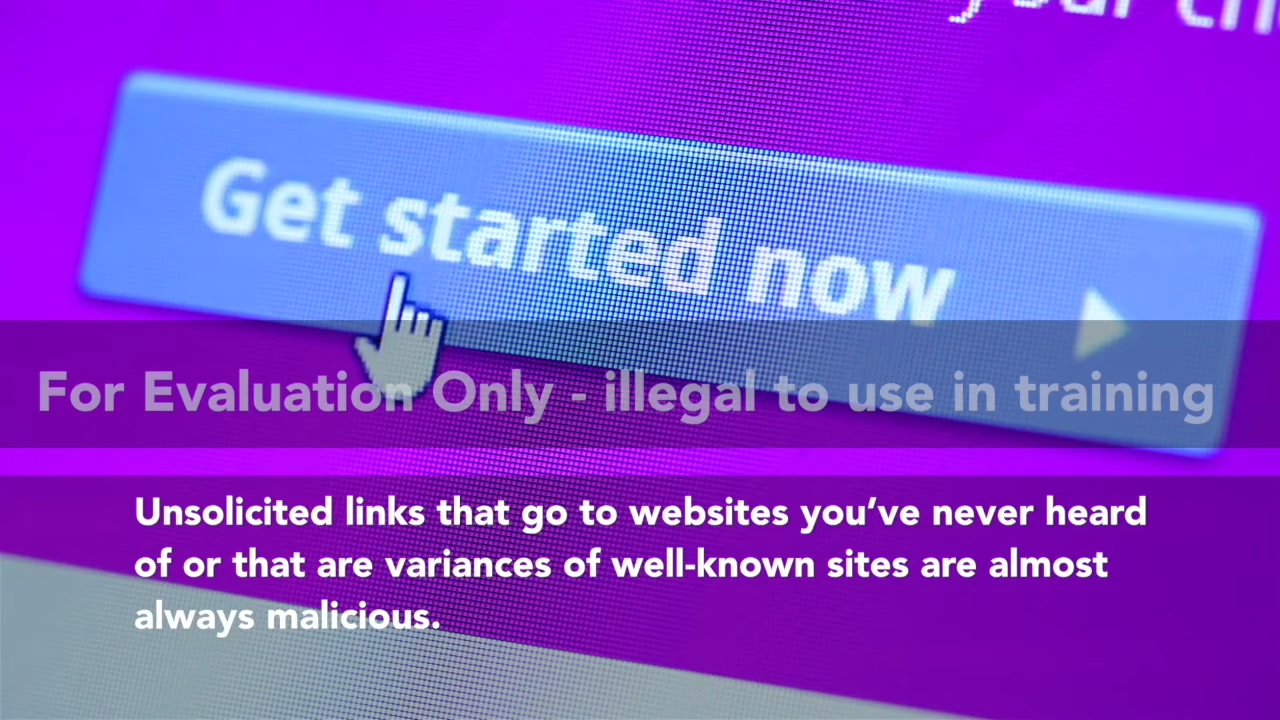 Get started now
For Evaluation Only - illegal to use in training
Unsolicited links that go to websites you've never heard
of or that are variances of well-known sites are almost
always malicious.